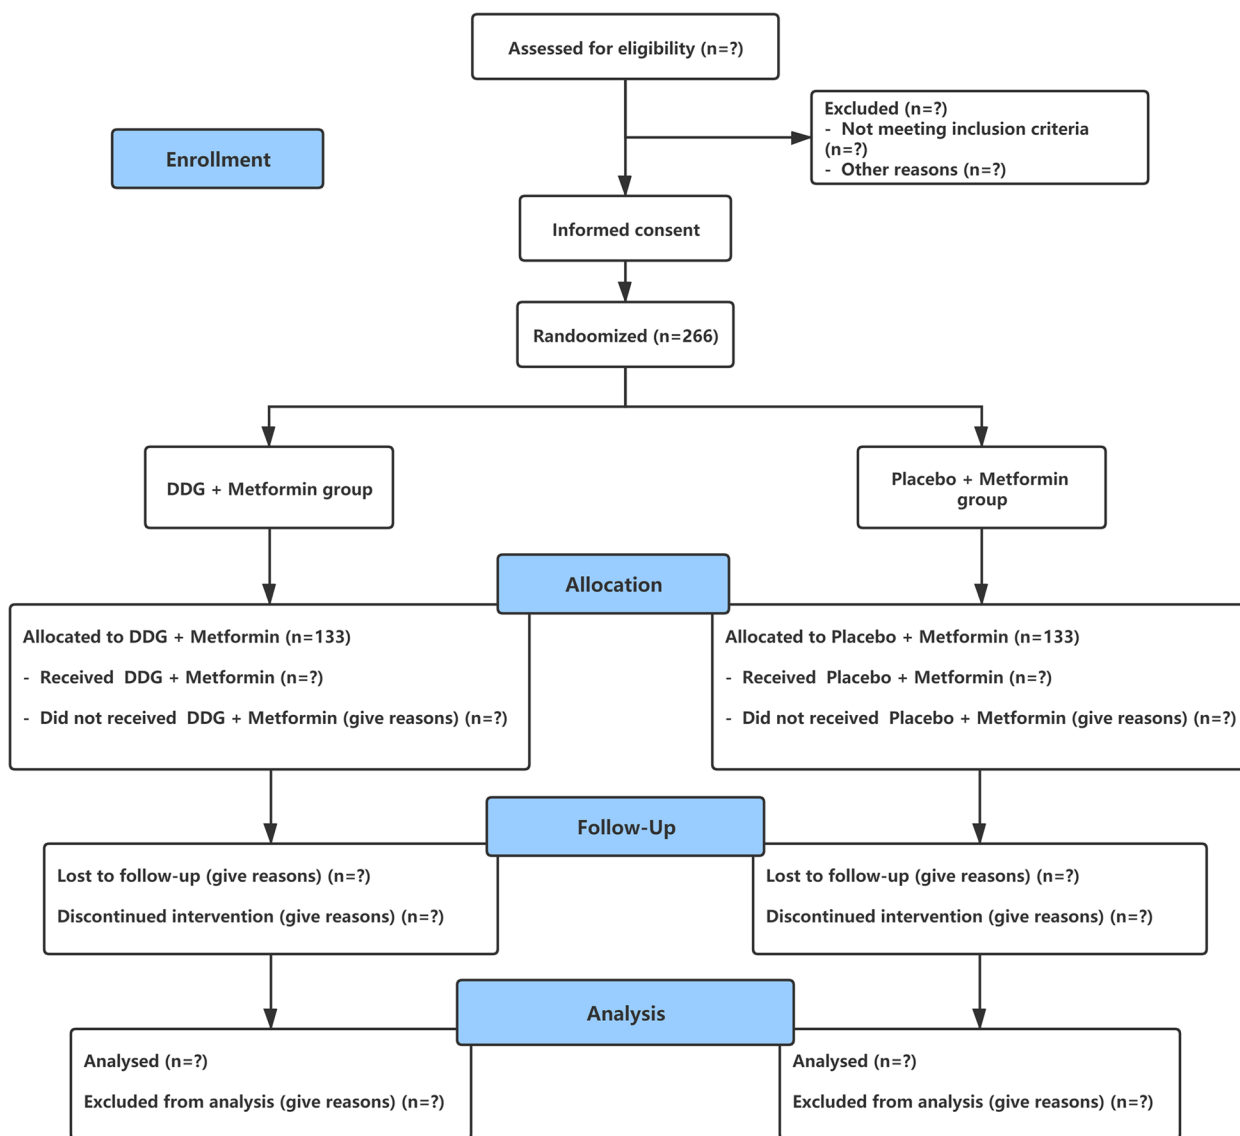 Assessed for eligibility (n=?)
Excluded (n=?)
- Not meeting inclusion criteria
(n=?)
- Other reasons (n=?)
Enrollment
Informed consent
Randoomized (n=266)
DDG + Metformin group
Placebo + Metformin
group
Allocation
Allocated to DDG + Metformin (n=133)
- Received DDG + Metformin (n=?)
- Did not received DDG + Metformin (give reasons) (n=?)
Allocated to Placebo + Metformin (n=133)
- Received Placebo + Metformin (n=?)
- Did not received Placebo + Metformin (give reasons) (n=?)
Follow-Up
Lost to follow-up (give reasons) (n=?)
Discontinued intervention (give reasons) (n=?)
Lost to follow-up (give reasons) (n=?)
Discontinued intervention (give reasons) (n=?)
Analysis
Analysed (n=?)
Excluded from analysis (give reasons) (n=?)
Analysed (n=?)
Excluded from analysis (give reasons) (n=?)